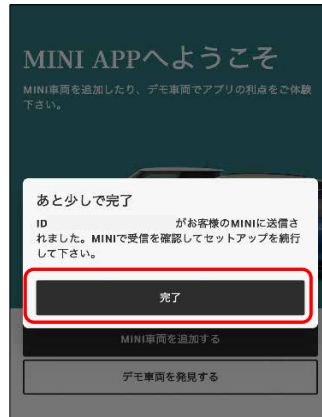 MINI APPへようこそ
MINI車両を追加したり、デモ車両でアプリの利点をご体験
下さい。
あと少しで完了
ID がお客様のMINIに送信さ
れました。MINIで受信を確認してセットアップを続行
して下さい。
完了
MINI車両を追加する
デモ車両を発見する